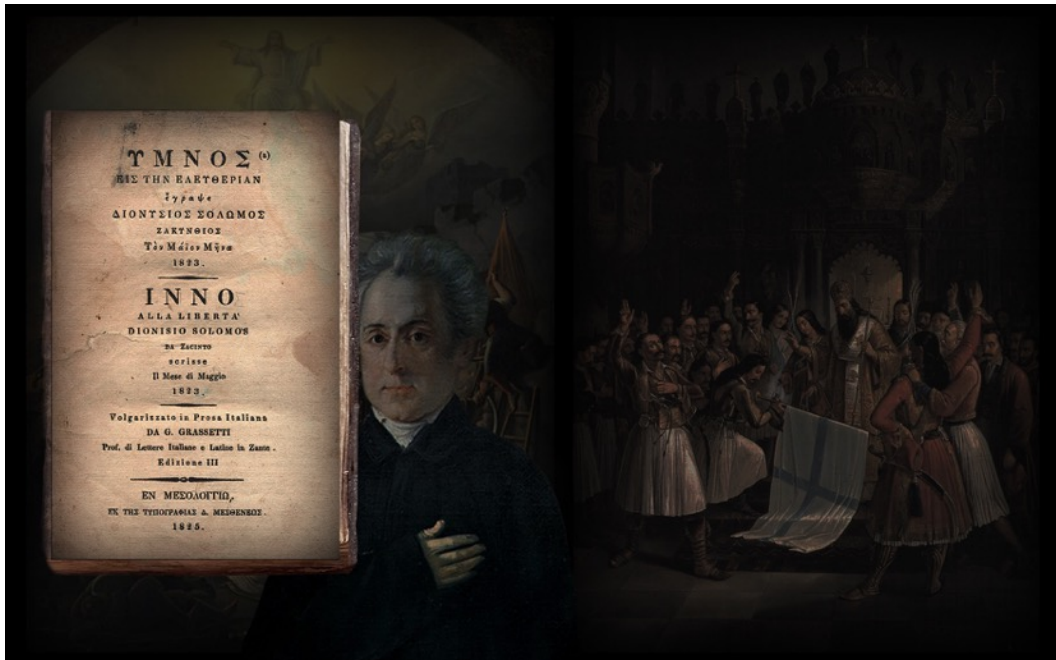 ΥΜΝΟΣ (a)
ΕΙΣ ΤΗΝ ΕΛΕΥΘΕΡΙΑΝ
ἔγραψε
ΔΙΟΝΥΣΙΟΣ ΣΟΛΩΜΟΣ
ΖΑΚΥΝΘΙΟΣ
Τὸν Μάϊον Μῆνα
1823.
INNO
ALLA LIBERTA'
DIONISIO SOLOMOS
DA ZACINTO
scrisse
Il Mese di Maggio
1823.
Volgarizzato in Prosa Italiana
DA G. GRASSETTI
Prof. di Lettere Italiane e Latine in Zante.
Edizione III
ΕΝ ΜΕΣΟΛΟΓΓΙΩ,
ΕΚ ΤΗΣ ΤΥΠΟΓΡΑΦΙΑΣ Δ. ΜΕΣΘΕΝΕΩΣ.
1825.